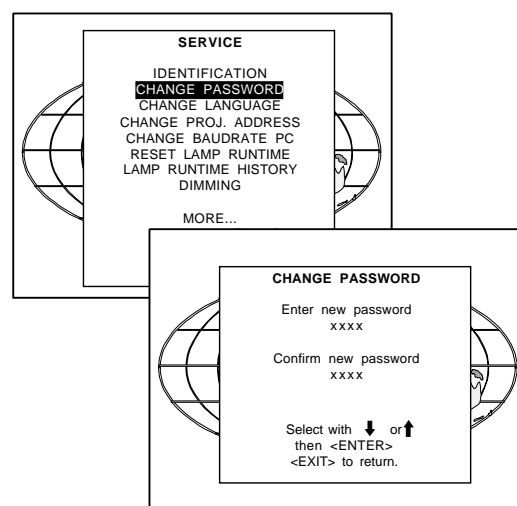 SERVICE
IDENTIFICATION
CHANGE PASSWORD
CHANGE LANGUAGE
CHANGE PROJ. ADDRESS
CHANGE BAUDRATE PC
RESET LAMP RUNTIME
LAMP RUNTIME HISTORY
DIMMING
MORE...
CHANGE PASSWORD
Enter new password
xxxx
Confirm new password
xxxx
Select with ⬇ or ⬆
then <ENTER>
<EXIT> to return.